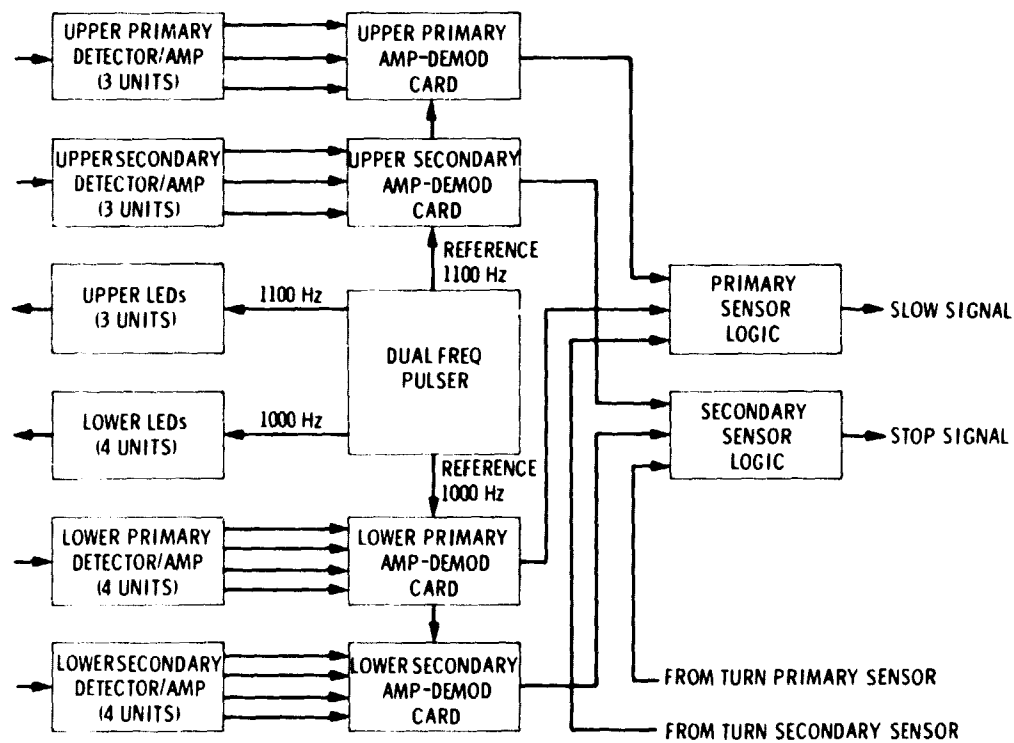 UPPER PRIMARY
DETECTOR/AMP
(3 UNITS)
UPPER PRIMARY
AMP-DEMOD
CARD
UPPER SECONDARY
DETECTOR/AMP
(3 UNITS)
UPPER SECONDARY
AMP-DEMOD
CARD
REFERENCE
1100 Hz
UPPER LEDs
(3 UNITS)
1100 Hz
DUAL FREQ
PULSER
LOWER LEDs
(4 UNITS)
1000 Hz
REFERENCE
1000 Hz
PRIMARY
SENSOR
LOGIC
SLOW SIGNAL
SECONDARY
SENSOR
LOGIC
STOP SIGNAL
LOWER PRIMARY
DETECTOR/AMP
(4 UNITS)
LOWER PRIMARY
AMP-DEMOD
CARD
LOWER SECONDARY
DETECTOR/AMP
(4 UNITS)
LOWER SECONDARY
AMP-DEMOD
CARD
FROM TURN PRIMARY SENSOR
FROM TURN SECONDARY SENSOR